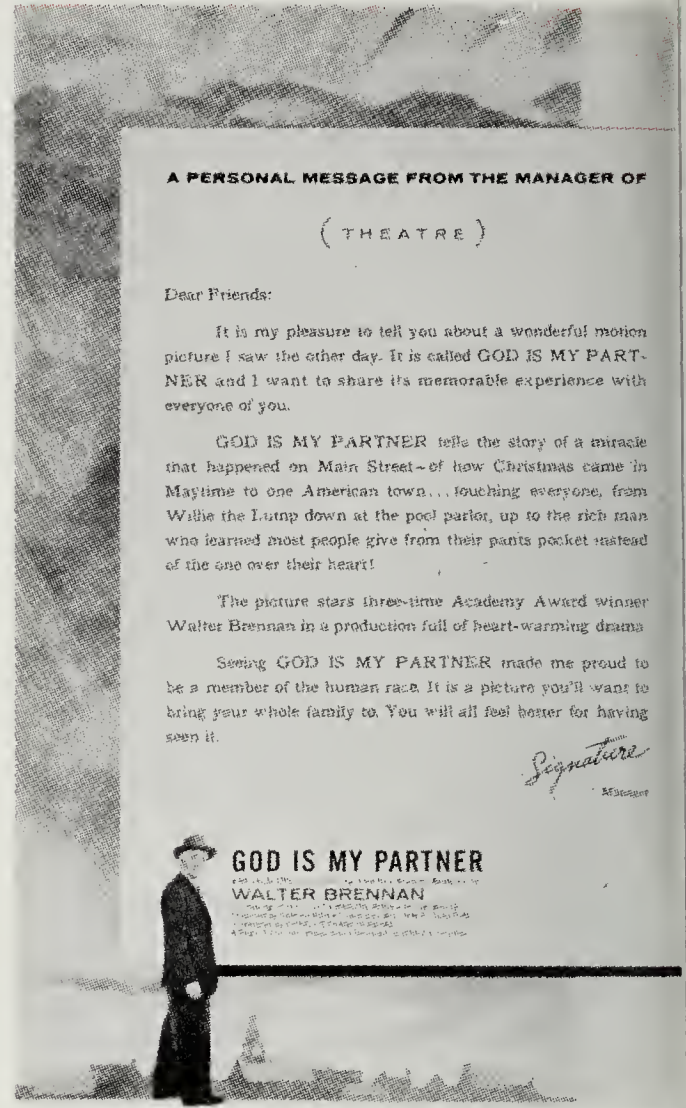 A PERSONAL MESSAGE FROM THE MANAGER OF
( THEATRE )
Dear Friends:
It is my pleasure to tell you about a wonderful motion
picture I saw the other day. It is called GOD IS MY PART-
NER and I want to share its memorable experience with
everyone of you.
GOD IS MY PARTNER tells the story of a miracle
that happened on Main Street–of how Christmas came in
Maytime to one American town... touching everyone, from
Willie the Lump down at the pool parlor, up to the rich man
who learned most people give from their pants pocket instead
of the one over their heart!
The picture stars three-time Academy Award winner
Walter Brennan in a production full of heart-warming drama
Seeing GOD IS MY PARTNER made me proud to
be a member of the human race. It is a picture you'll want to
bring your whole family to. You will all feel better for having
seen it.
Signature
Manager
GOD IS MY PARTNER
WALTER BRENNAN